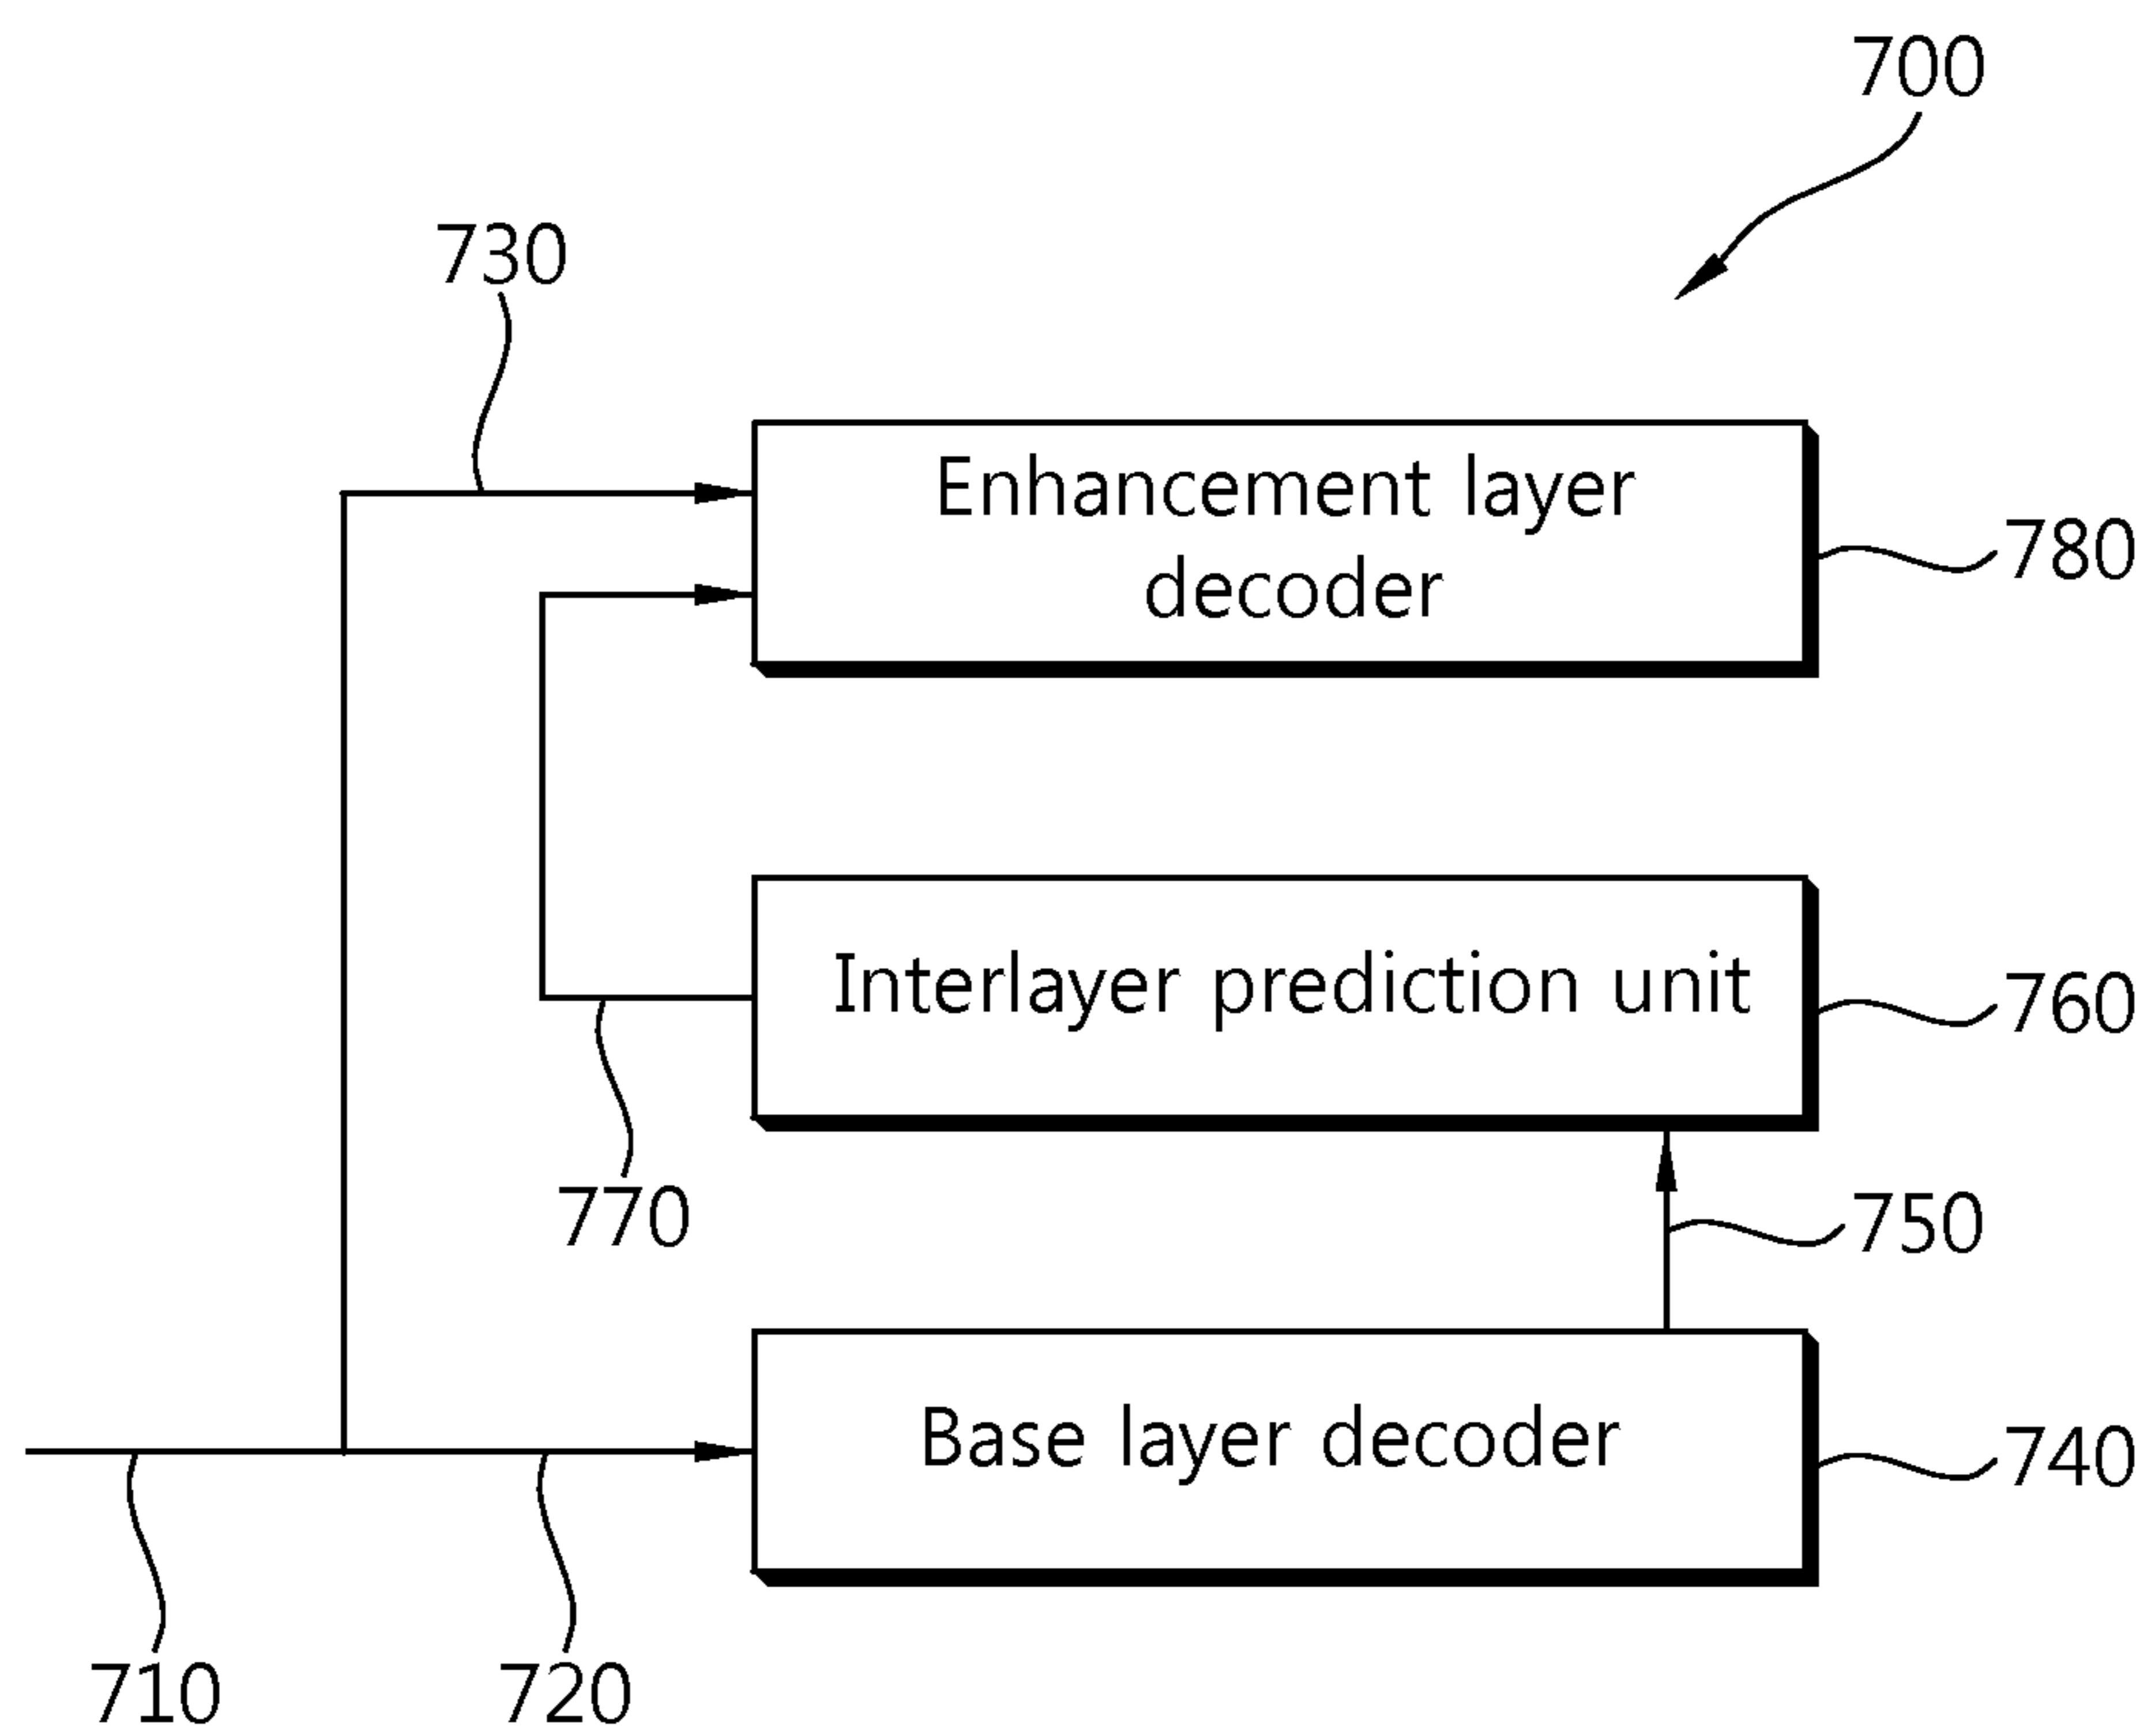 700
730
Enhancement layer
decoder
780
Interlayer prediction unit
760
770
750
Base layer decoder
740
710
720